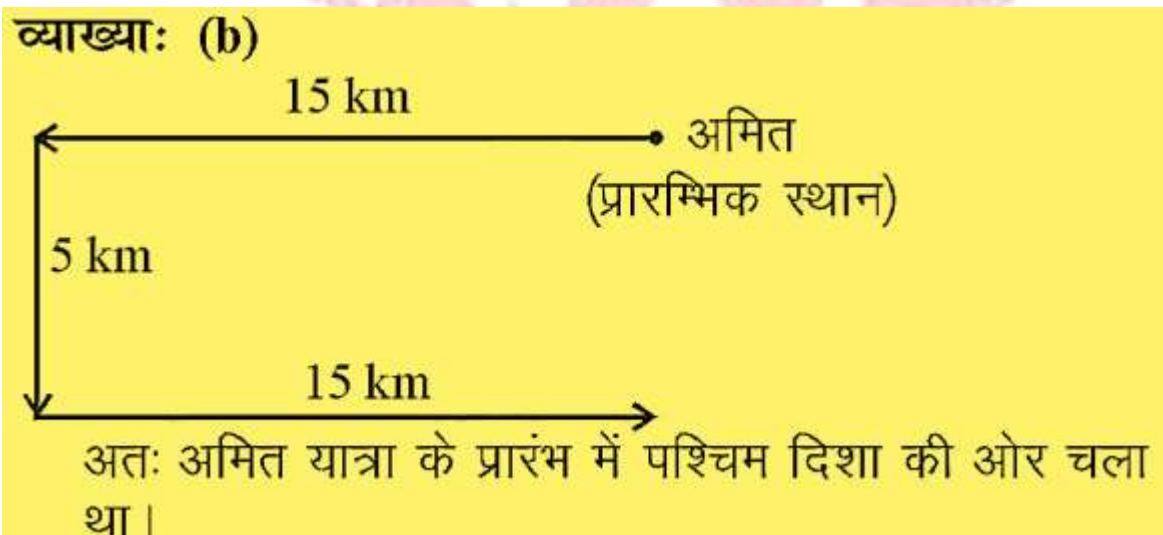 व्याख्याः (b)
15 km
अमित
(प्रारम्भिक स्थान)
5 km
15 km
अतः अमित यात्रा के प्रारंभ में पश्चिम दिशा की ओर चला
था।